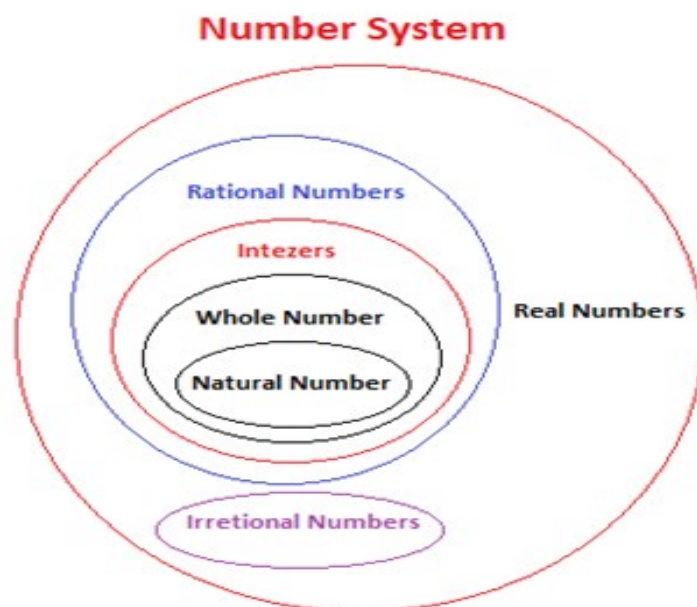 Number System
Rational Numbers
Intezers
Whole Number
Real Numbers
Natural Number
Irretional Numbers